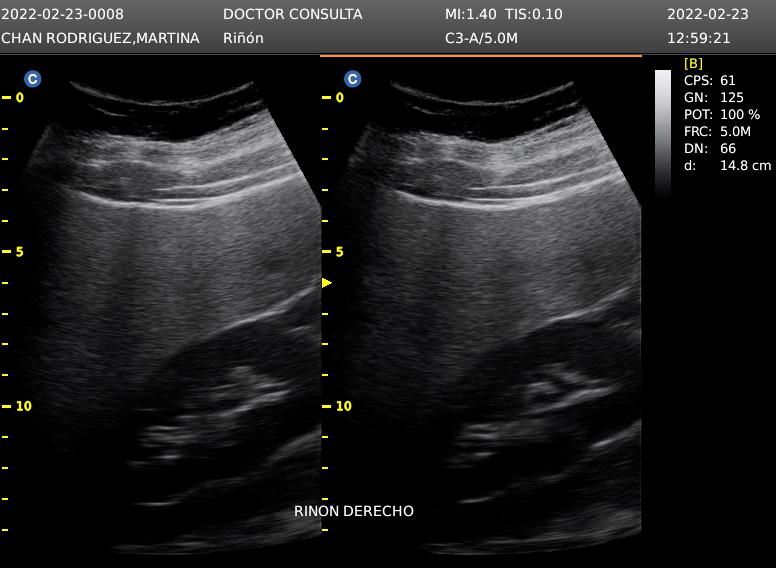 2022-02-23-0008 DOCTOR CONSULTA MI:1.40 TIS:0.10 2022-02-23
CHAN RODRIGUEZ,MARTINA Riñón C3-A/5.0M 12:59:21
[B]
CPS: 61
GN: 125
POT: 100 %
FRC: 5.0M
DN: 66
d: 14.8 cm
C C
0 0
5 5
10 10
RINON DERECHO